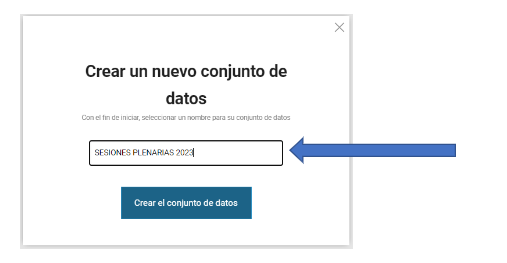 Crear un nuevo conjunto de
datos
Con el fin de iniciar, seleccionar un nombre para su conjunto de datos
SESIONES PLENARIAS 2023
Crear el conjunto de datos